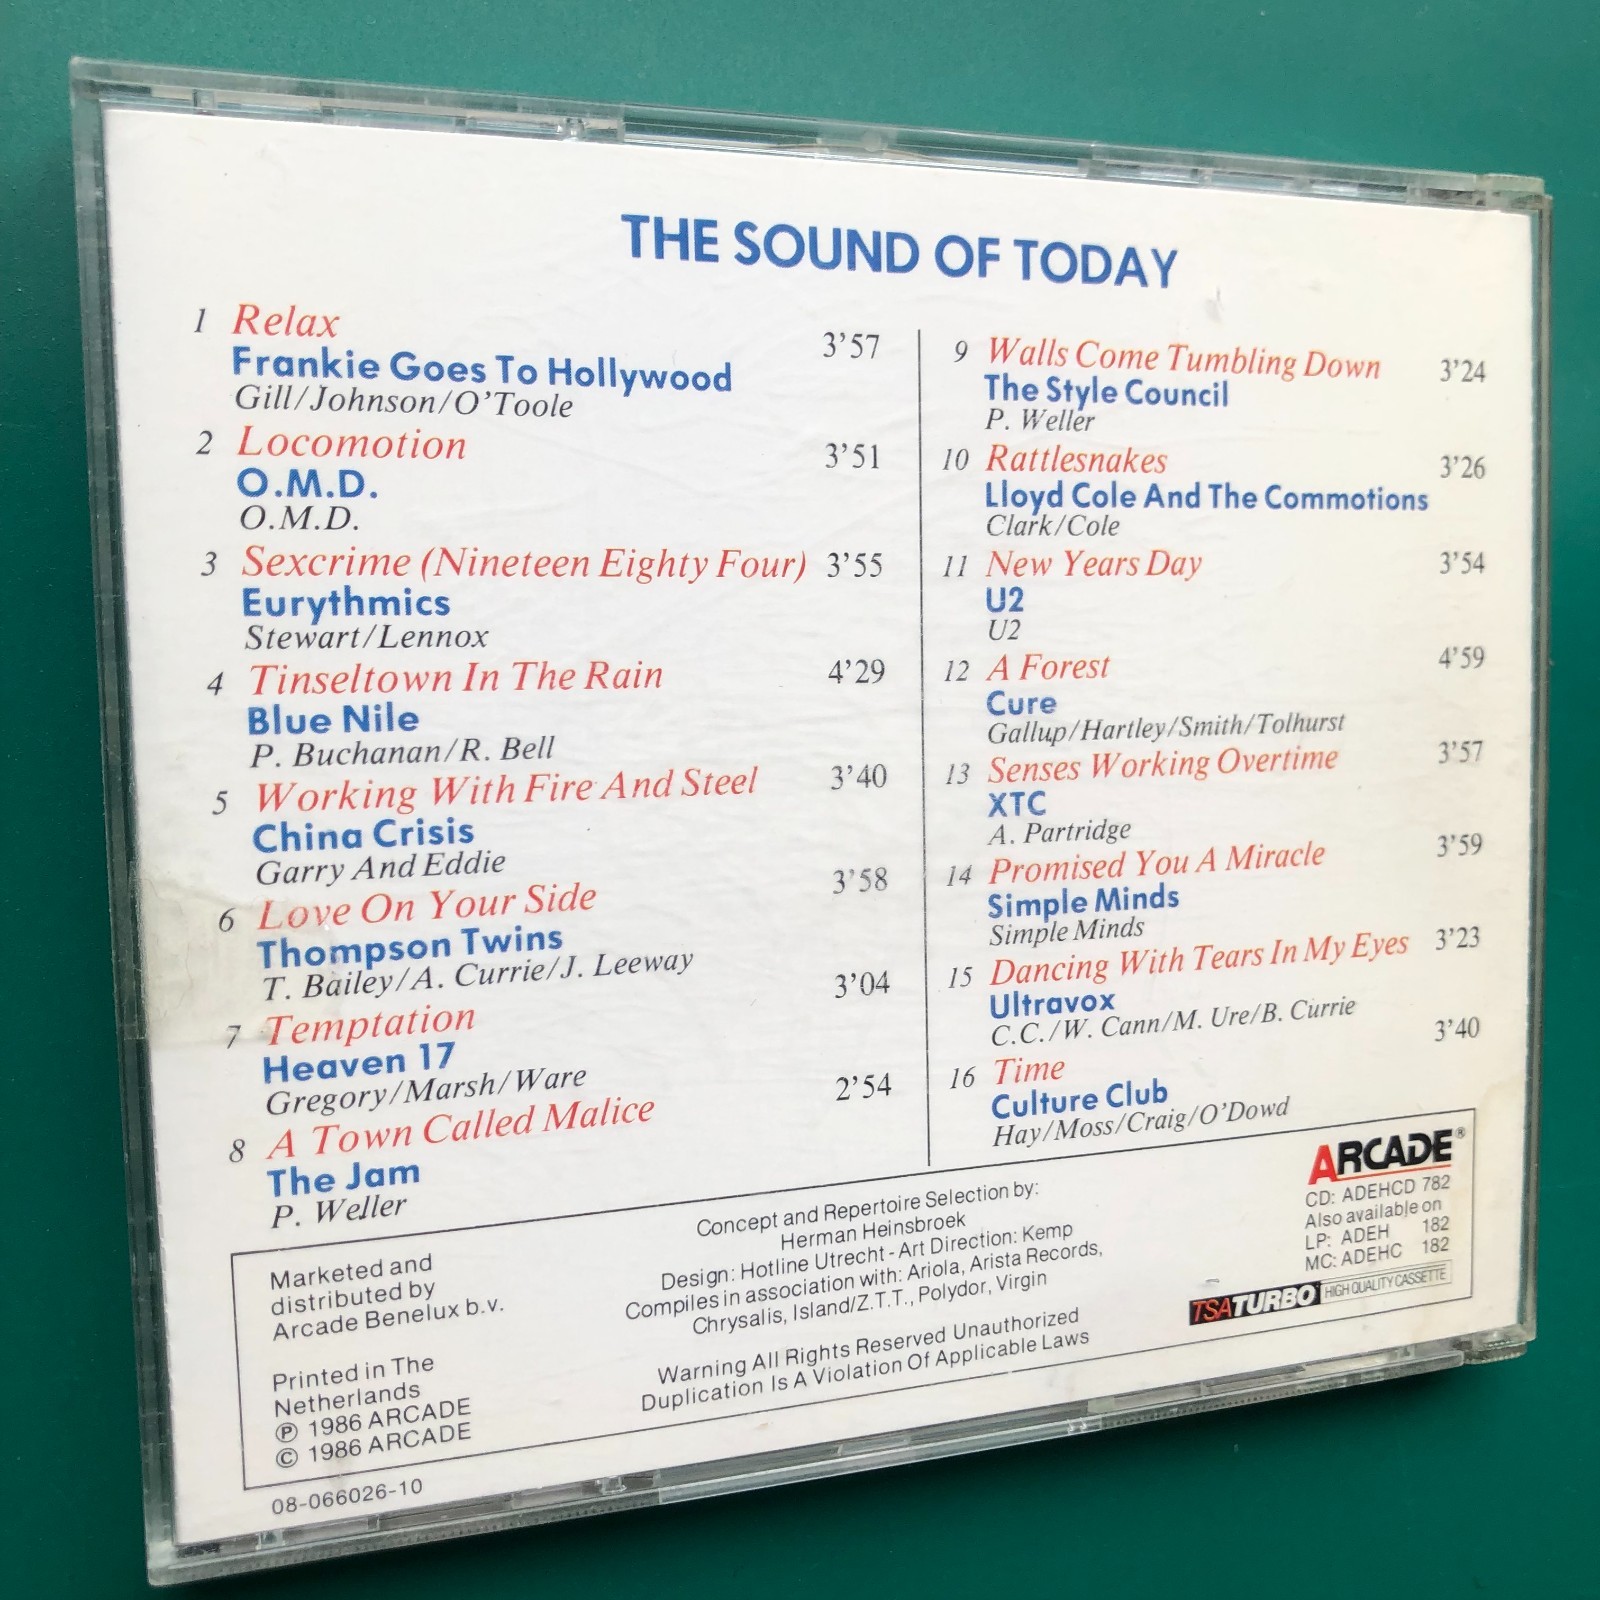 THE SOUND OF TODAY
1 Relax 3'57
Frankie Goes To Hollywood
Gill/Johnson/O'Toole
2 Locomotion 3'51
O.M.D.
O.M.D.
3 Sexcrime (Nineteen Eighty Four) 3'55
Eurythmics
Stewart/Lennox
4 Tinseltown In The Rain 4'29
Blue Nile
P. Buchanan/R. Bell
5 Working With Fire And Steel 3'40
China Crisis
Garry And Eddie
6 Love On Your Side 3'58
Thompson Twins
T. Bailey/A. Currie/J. Leeway
7 Temptation 3'04
Heaven 17
Gregory/Marsh/Ware
8 A Town Called Malice 2'54
The Jam
P. Weller
9 Walls Come Tumbling Down 3'24
The Style Council
P. Weller
10 Rattlesnakes 3'26
Lloyd Cole And The Commotions
Clark/Cole
11 New Years Day 3'54
U2
U2
12 A Forest 4'59
Cure
Gallup/Hartley/Smith/Tolhurst
13 Senses Working Overtime 3'57
XTC
A. Partridge
14 Promised You A Miracle 3'59
Simple Minds
Simple Minds
15 Dancing With Tears In My Eyes 3'23
Ultravox
C.C./W. Cann/M. Ure/B. Currie
16 Time 3'40
Culture Club
Hay/Moss/Craig/O'Dowd
Marketed and
distributed by
Arcade Benelux b.v.
Printed in The
Netherlands
℗ 1986 ARCADE
© 1986 ARCADE
Concept and Repertoire Selection by:
Herman Heinsbroek
Design: Hotline Utrecht - Art Direction: Kemp
Compiles in association with: Ariola, Arista Records,
Chrysalis, Island/Z.T.T., Polydor, Virgin
Warning All Rights Reserved Unauthorized
Duplication Is A Violation Of Applicable Laws
ARCADE®
CD: ADEHCD 782
Also available on
LP: ADEH 182
MC: ADEHC 182
TSATURBO HIGH QUALITY CASSETTE
08-066026-10